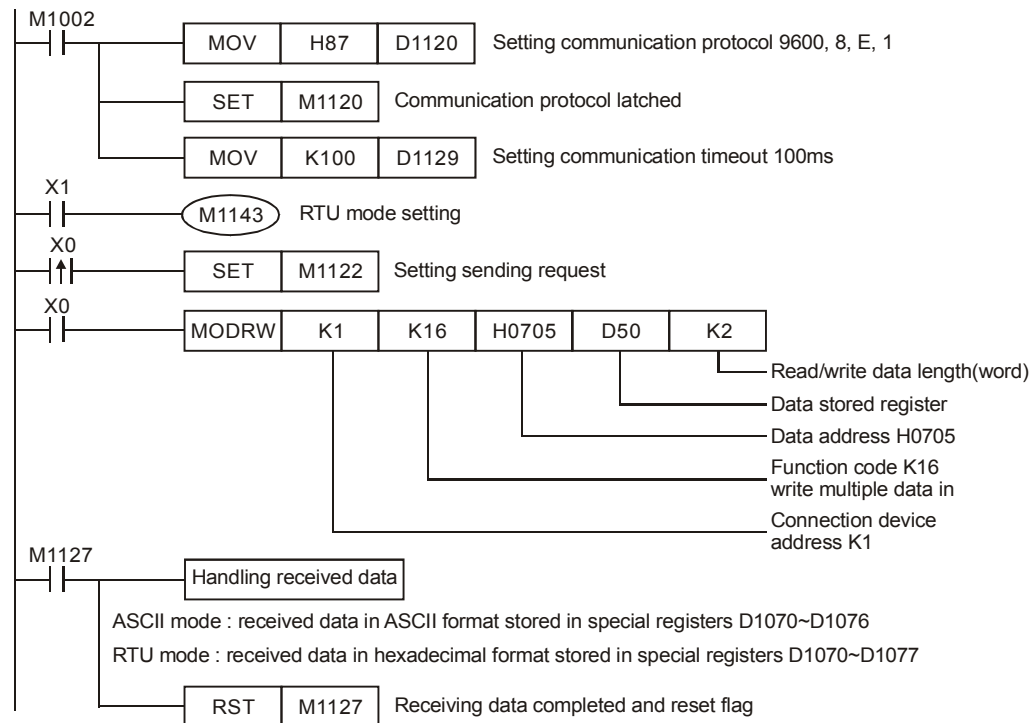 M1002
MOV H87 D1120 Setting communication protocol 9600, 8, E, 1
SET M1120 Communication protocol latched
MOV K100 D1129 Setting communication timeout 100ms
X1
M1143 RTU mode setting
X0
SET M1122 Setting sending request
X0
MODRW K1 K16 H0705 D50 K2
Read/write data length(word)
Data stored register
Data address H0705
Function code K16
write multiple data in
Connection device
address K1
M1127
Handling received data
ASCII mode : received data in ASCII format stored in special registers D1070~D1076
RTU mode : received data in hexadecimal format stored in special registers D1070~D1077
RST M1127 Receiving data completed and reset flag